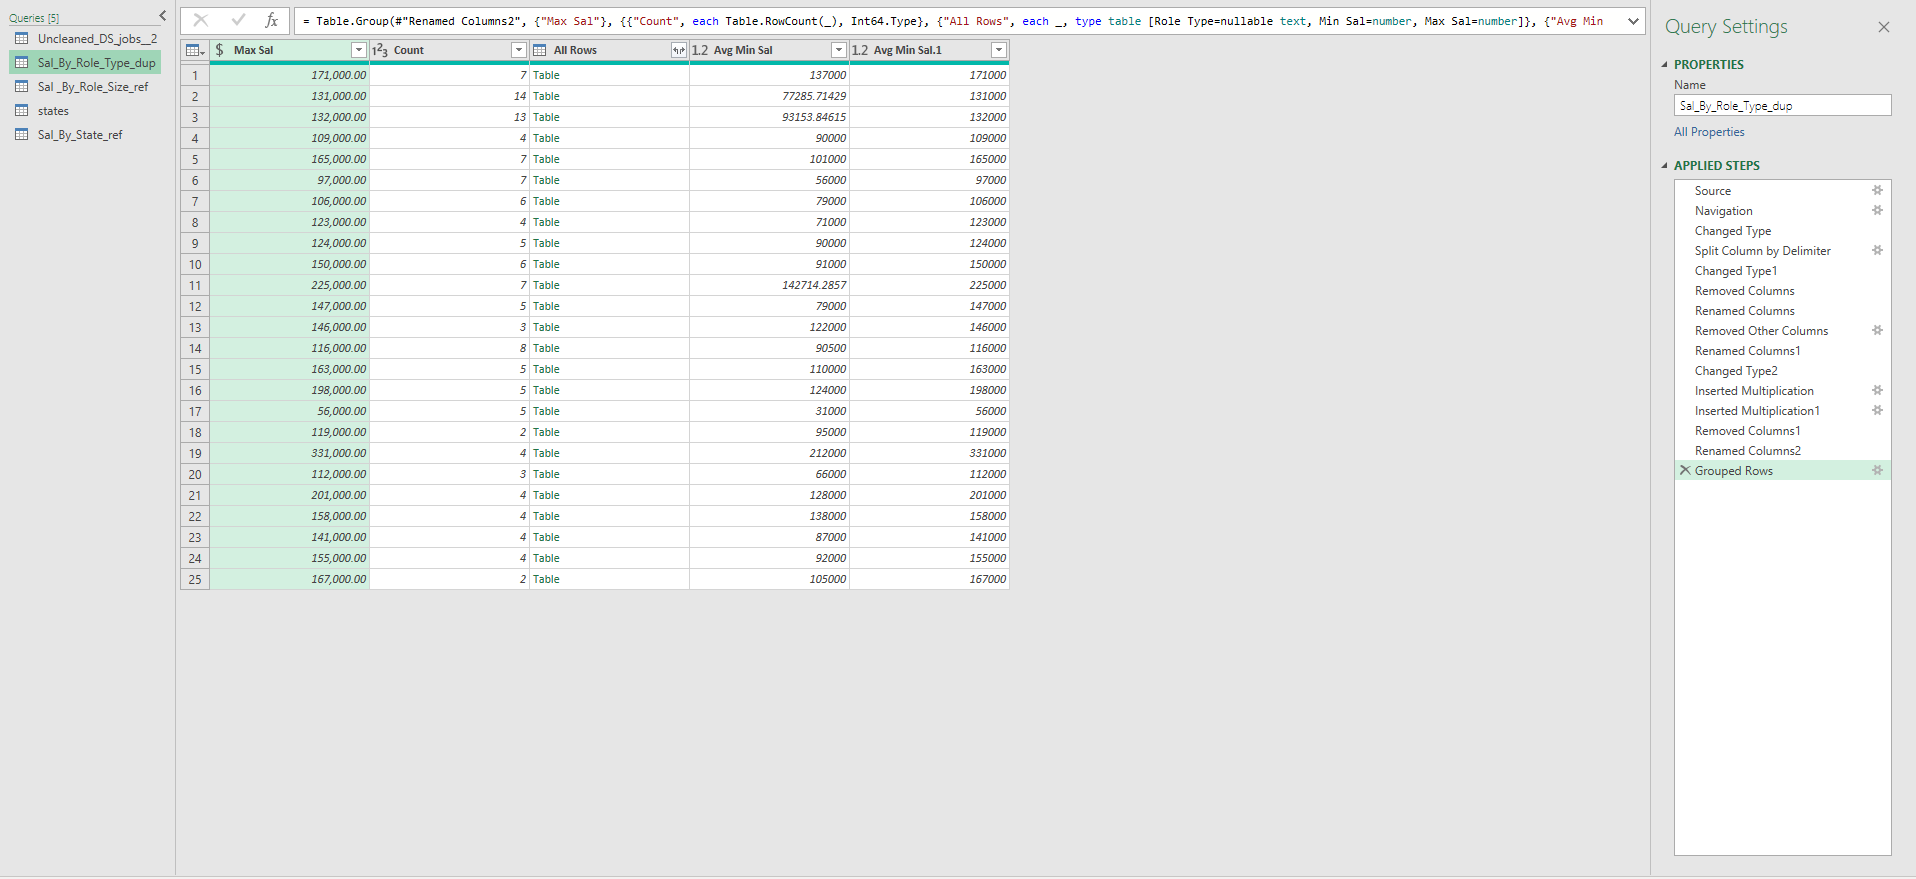 Queries [5]
Uncleaned_DS_jobs__2
Sal_By_Role_Type_dup
Sal _By_Role_Size_ref
states
Sal_By_State_ref
fx = Table.Group(#"Renamed Columns2", {"Max Sal"}, {{"Count", each Table.RowCount(_), Int64.Type}, {"All Rows", each _, type table [Role Type=nullable text, Min Sal=number, Max Sal=number]}, {"Avg Min
$ Max Sal 1²3 Count All Rows 1.2 Avg Min Sal 1.2 Avg Min Sal.1
1 171,000.00 7 Table 137000 171000
2 131,000.00 14 Table 77285.71429 131000
3 132,000.00 13 Table 93153.84615 132000
4 109,000.00 4 Table 90000 109000
5 165,000.00 7 Table 101000 165000
6 97,000.00 7 Table 56000 97000
7 106,000.00 6 Table 79000 106000
8 123,000.00 4 Table 71000 123000
9 124,000.00 5 Table 90000 124000
10 150,000.00 6 Table 91000 150000
11 225,000.00 7 Table 142714.2857 225000
12 147,000.00 5 Table 79000 147000
13 146,000.00 3 Table 122000 146000
14 116,000.00 8 Table 90500 116000
15 163,000.00 5 Table 110000 163000
16 198,000.00 5 Table 124000 198000
17 56,000.00 5 Table 31000 56000
18 119,000.00 2 Table 95000 119000
19 331,000.00 4 Table 212000 331000
20 112,000.00 3 Table 66000 112000
21 201,000.00 4 Table 128000 201000
22 158,000.00 4 Table 138000 158000
23 141,000.00 4 Table 87000 141000
24 155,000.00 4 Table 92000 155000
25 167,000.00 2 Table 105000 167000
Query Settings
PROPERTIES
Name
Sal_By_Role_Type_dup
All Properties
APPLIED STEPS
Source
Navigation
Changed Type
Split Column by Delimiter
Changed Type1
Removed Columns
Renamed Columns
Removed Other Columns
Renamed Columns1
Changed Type2
Inserted Multiplication
Inserted Multiplication1
Removed Columns1
Renamed Columns2
Grouped Rows